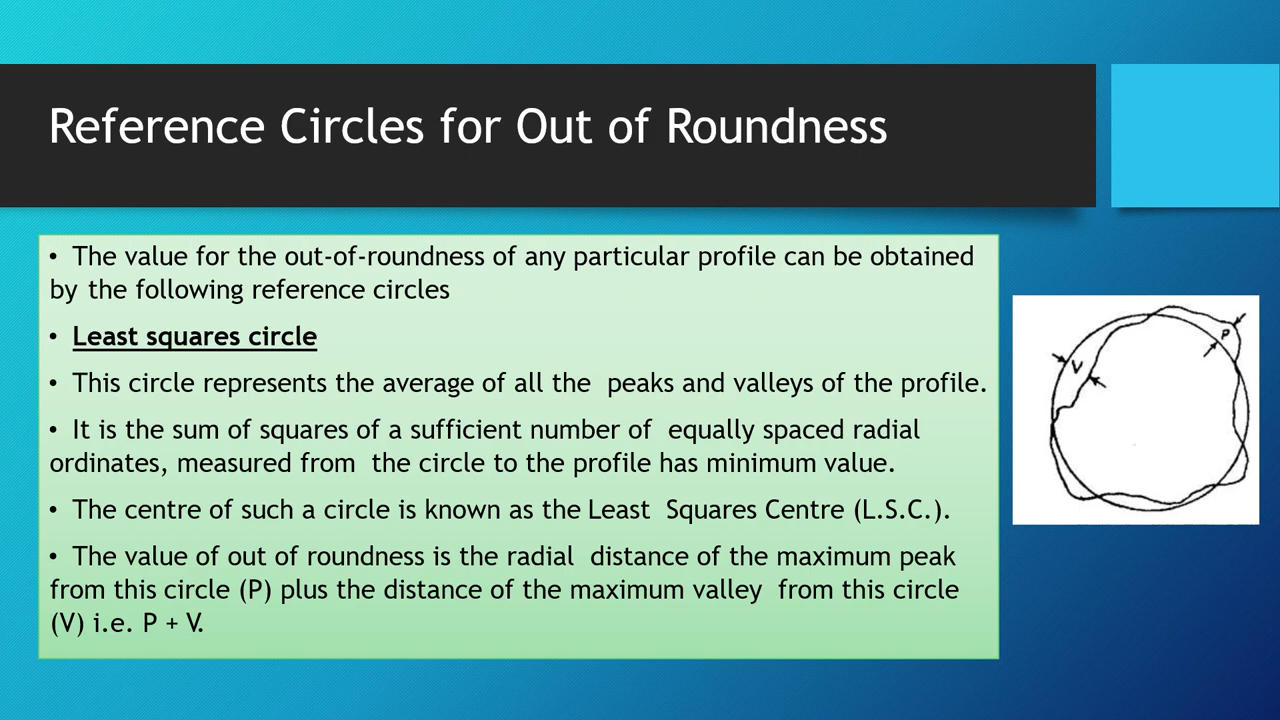 Reference Circles for Out of Roundness
• The value for the out-of-roundness of any particular profile can be obtained
by the following reference circles
• Least squares circle
• This circle represents the average of all the peaks and valleys of the profile.
• It is the sum of squares of a sufficient number of equally spaced radial
ordinates, measured from the circle to the profile has minimum value.
• The centre of such a circle is known as the Least Squares Centre (L.S.C.).
• The value of out of roundness is the radial distance of the maximum peak
from this circle (P) plus the distance of the maximum valley from this circle
(V) i.e. P + V.
P
V